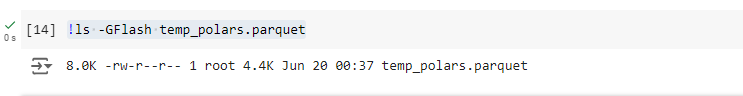 [14] !ls -GFlash temp_polars.parquet
0s
8.0K -rw-r--r-- 1 root 4.4K Jun 20 00:37 temp_polars.parquet